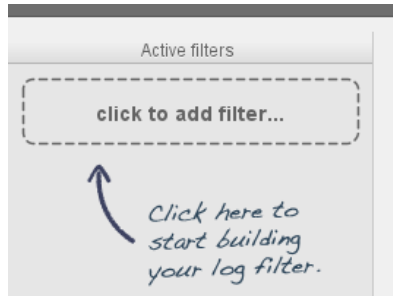 Active filters
click to add filter...
Click here to
start building
your log filter.